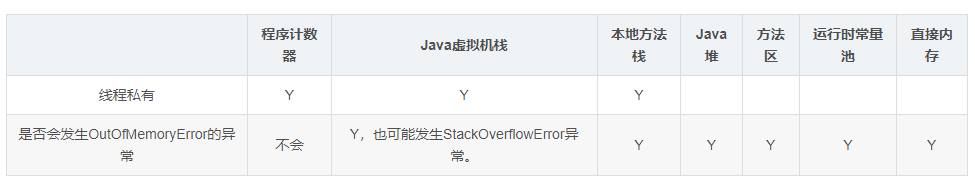 程序计数器 Java虚拟机栈 本地方法栈 Java堆 方法区 运行时常量池 直接内存
线程私有 Y Y Y
是否会发生OutOfMemoryError的异常 不会 Y，也可能发生StackOverflowError异常。 Y Y Y Y Y